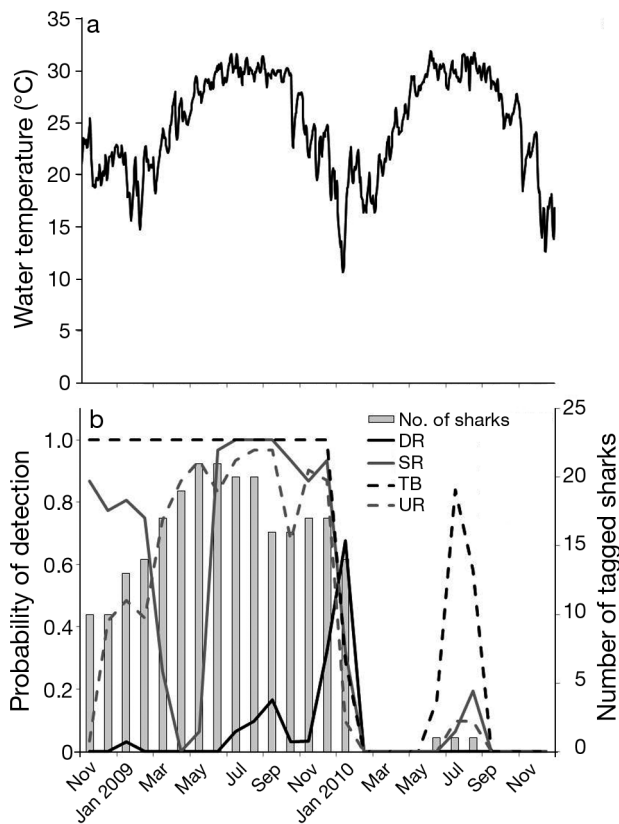 a
35
30
25
20
15
10
5
0
Water temperature (°C)
b
No. of sharks
DR
SR
TB
UR
1.0
0.8
0.6
0.4
0.2
0
Probability of detection
25
20
15
10
5
0
Number of tagged sharks
Nov
Jan 2009
Mar
May
Jul
Sep
Nov
Jan 2010
Mar
May
Jul
Sep
Nov